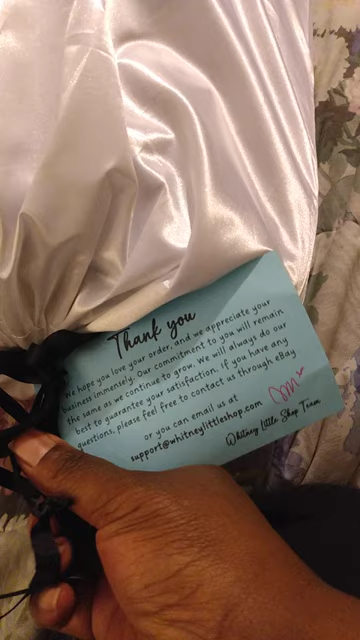 Thank you
We hope you love your order, and we appreciate your
business immensely. Our commitment to you will remain
the same as we continue to grow. We will always do our
best to guarantee your satisfaction. If you have any
questions, please feel free to contact us through eBay
or you can email us at
support@whitneylittleshop.com
Whitney Little Shop Team